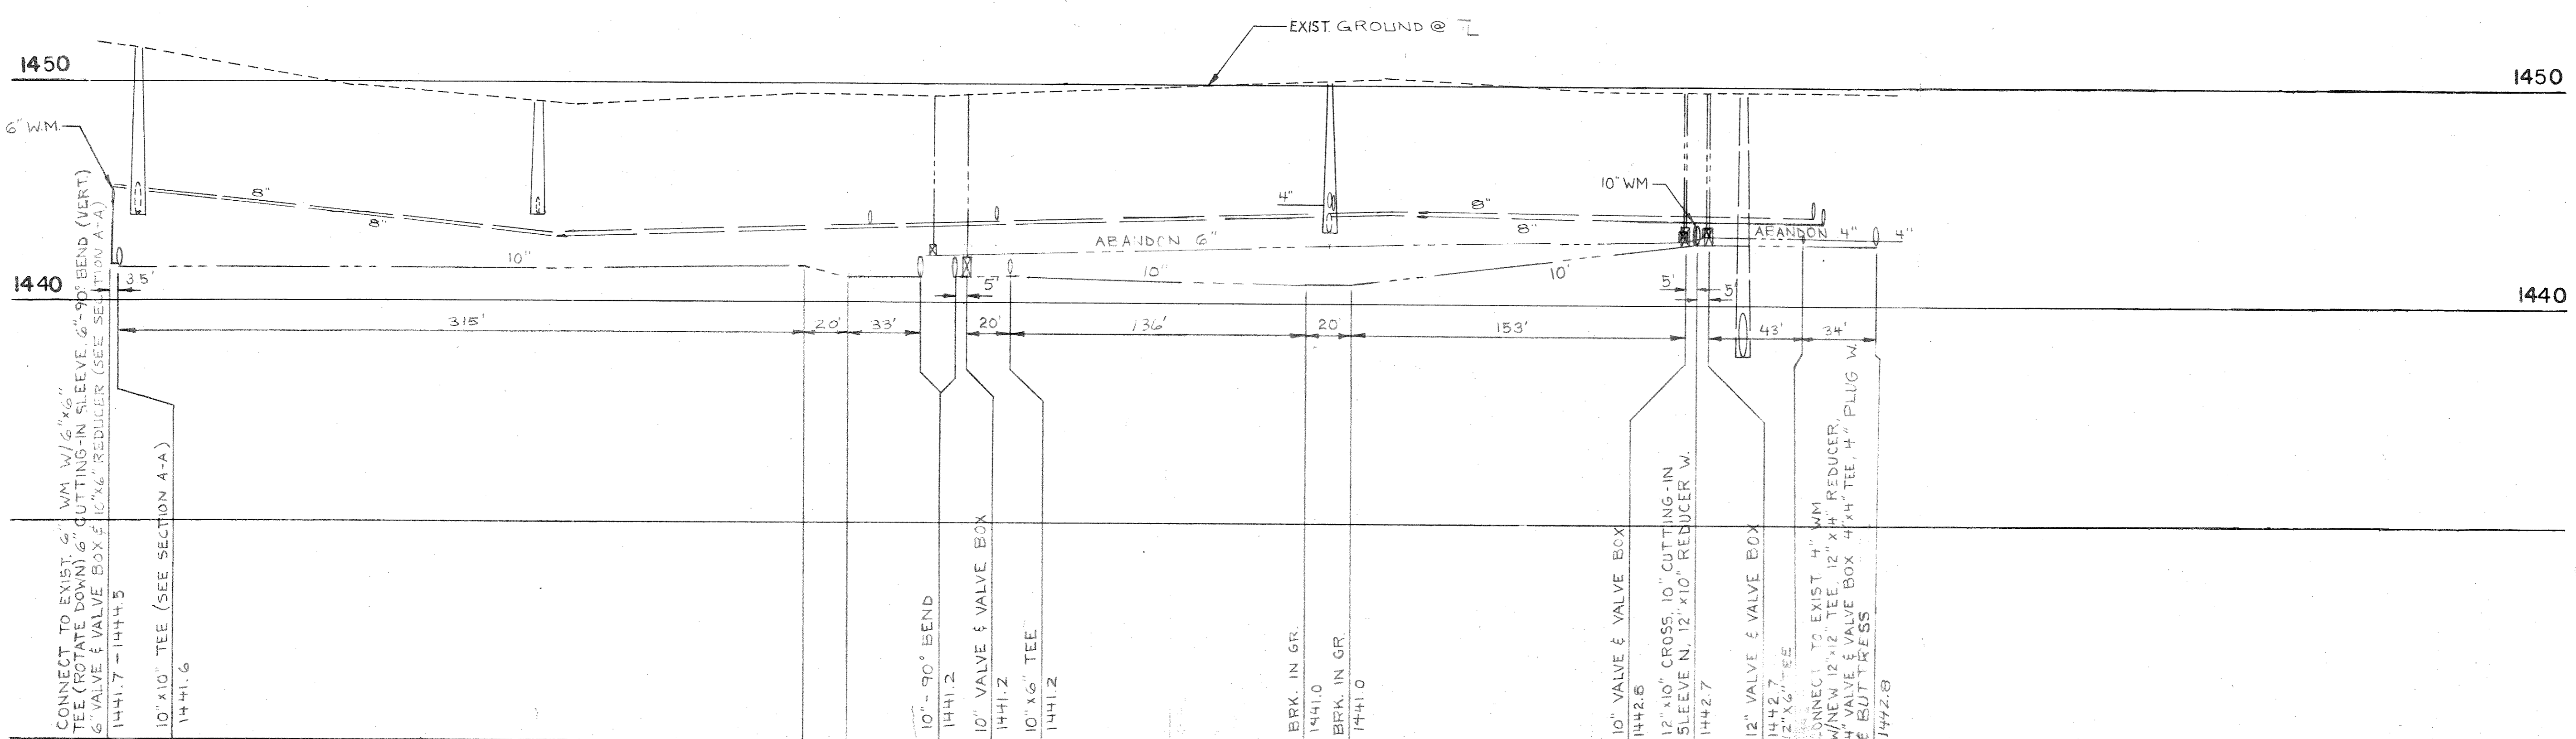 EXIST. GROUND @ ℄
1450
1450
6" W.M.
8"
8"
4"
8"
8"
10" WM
ABANDON 6"
ABANDON 4"
4"
10"
10"
10'
1440
1440
3.5'
5'
5'
5'
315'
20'
33'
20'
136'
20'
153'
43'
34'
CONNECT TO EXIST. 6" WM W/6"x6"
TEE (ROTATE DOWN) 6" CUTTING-IN SLEEVE, 6"-90° BEND (VERT.)
6" VALVE & VALVE BOX & 10"x6" REDUCER (SEE SECTION A-A)
1441.7 - 1444.5
10"x10" TEE (SEE SECTION A-A)
1441.6
10" - 90° BEND
1441.2
10" VALVE & VALVE BOX
1441.2
10"x6" TEE
1441.2
BRK. IN GR.
1441.0
BRK. IN GR.
1441.0
10" VALVE & VALVE BOX
1442.8
12"x10" CROSS, 10" CUTTING-IN
SLEEVE N, 12"x10" REDUCER W.
1442.7
12" VALVE & VALVE BOX
1442.7
12"x6" TEE
CONNECT TO EXIST. 4" WM
W/NEW 12"x12" TEE, 12"x4" REDUCER,
4" VALVE & VALVE BOX 4"x4" TEE, 4" PLUG W.
& BUTTRESS
1442.8